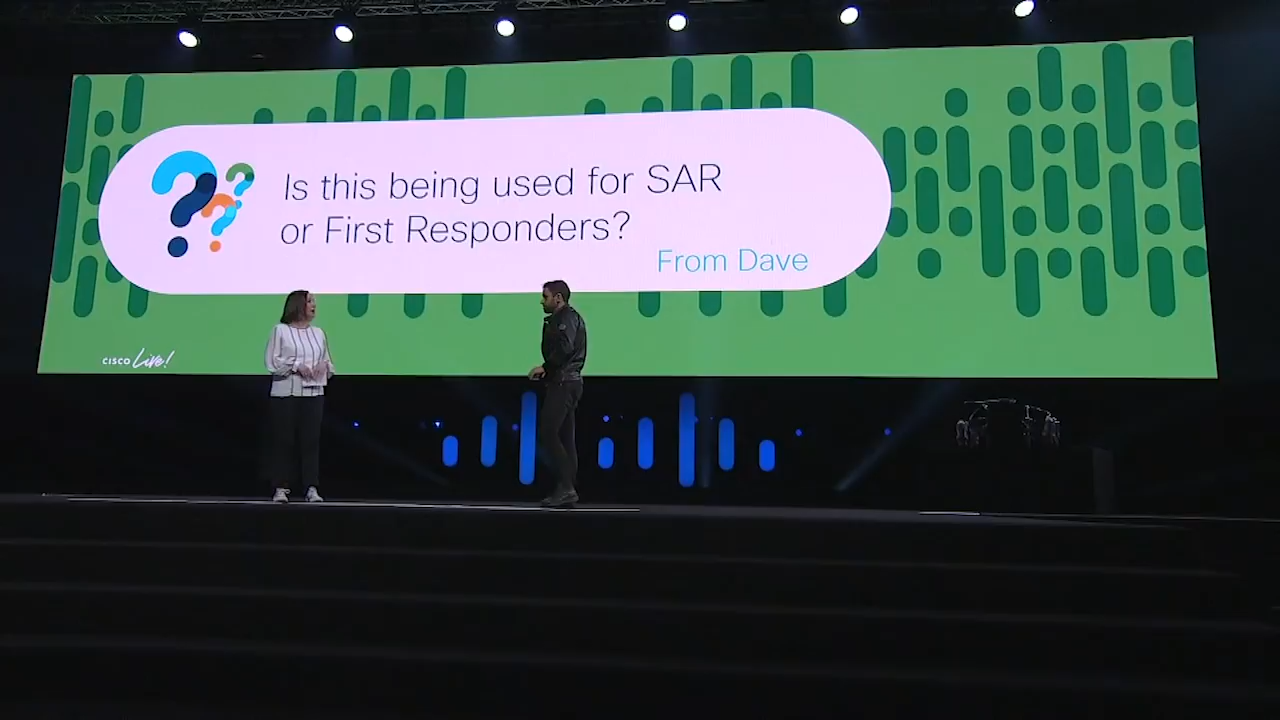 Is this being used for SAR
or First Responders?
From Dave
CISCO Live!